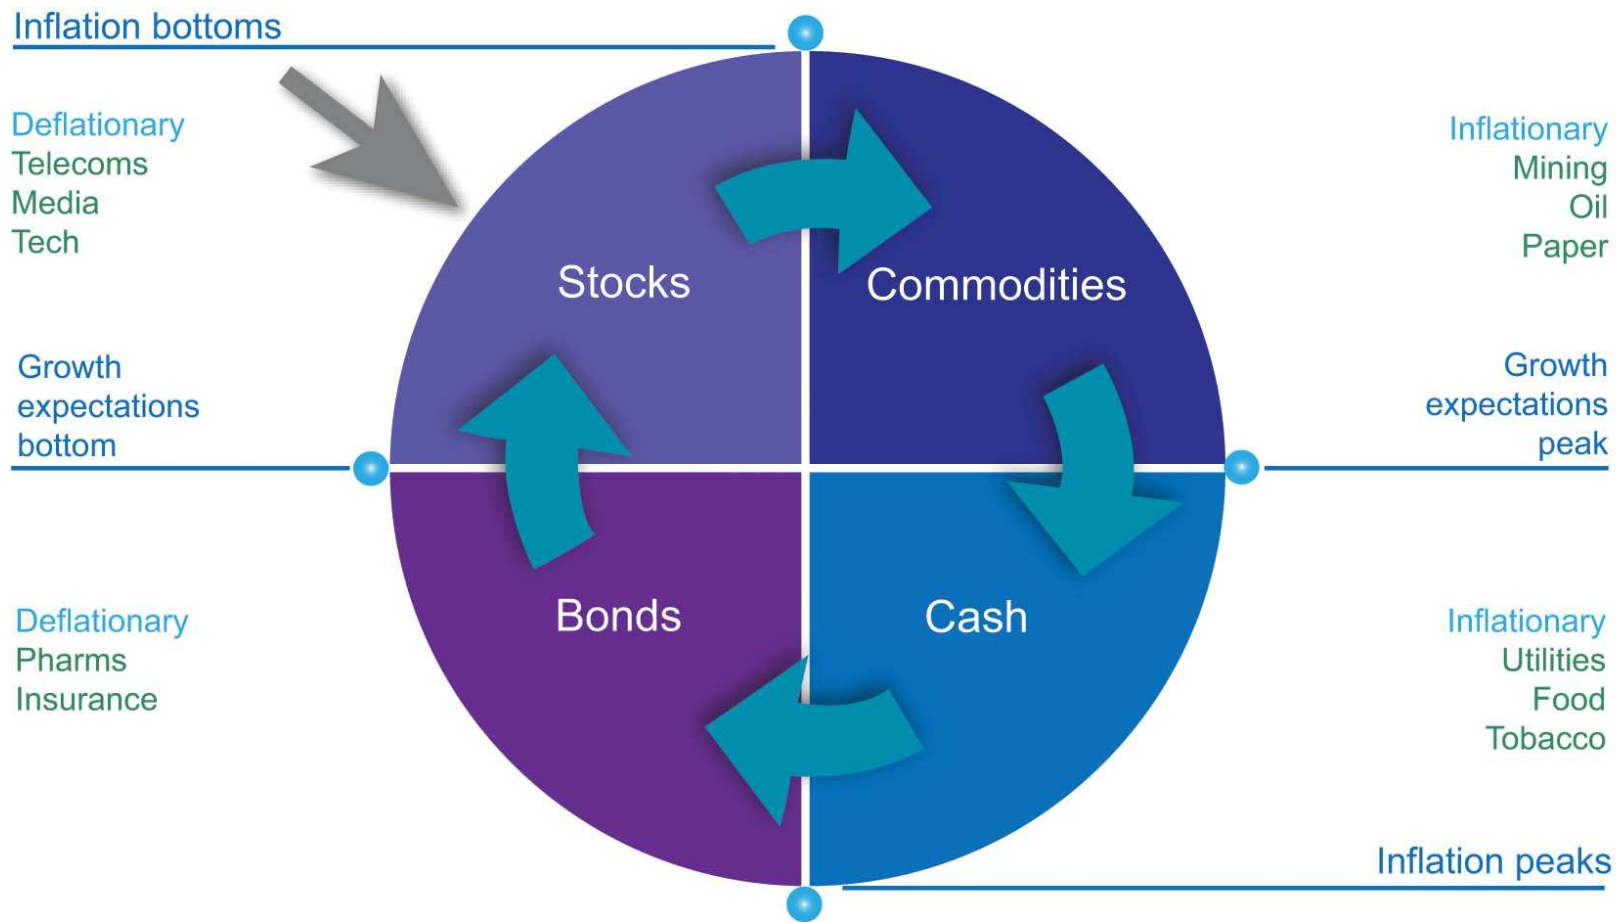 Inflation bottoms
Deflationary
Telecoms
Media
Tech
Inflationary
Mining
Oil
Paper
Stocks
Commodities
Growth
expectations
bottom
Growth
expectations
peak
Bonds
Cash
Deflationary
Pharms
Insurance
Inflationary
Utilities
Food
Tobacco
Inflation peaks